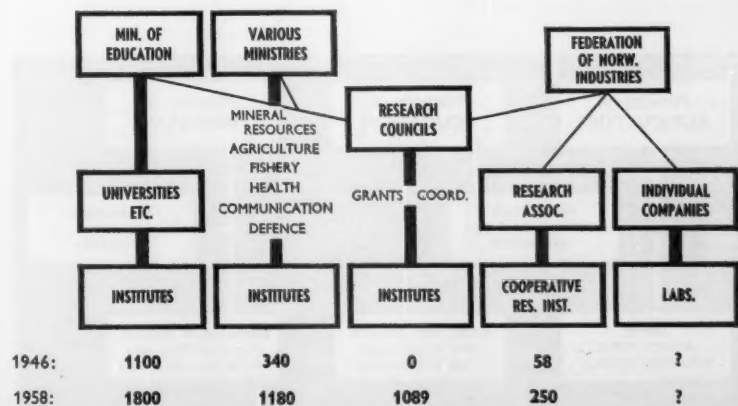 MIN. OF
EDUCATION
VARIOUS
MINISTRIES
FEDERATION
OF NORW.
INDUSTRIES
MINERAL
RESOURCES
AGRICULTURE
FISHERY
HEALTH
COMMUNICATION
DEFENCE
RESEARCH
COUNCILS
UNIVERSITIES
ETC.
GRANTS COORD.
RESEARCH
ASSOC.
INDIVIDUAL
COMPANIES
INSTITUTES
INSTITUTES
INSTITUTES
COOPERATIVE
RES. INST.
LABS.
1946: 1100 340 0 58 ?
1958: 1800 1180 1089 250 ?